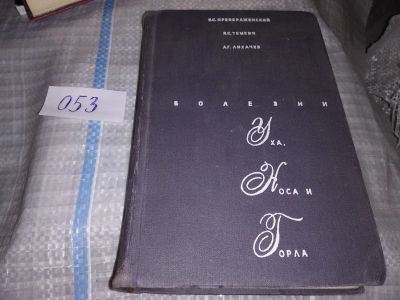 Б.С.ПРЕОБРАЖЕНСКИЙ
Я.С.ТЕМКИН
А.Г.ЛИХАЧЕВ
БОЛЕЗНИ
УХА,
НОСА И
ГОРЛА
053